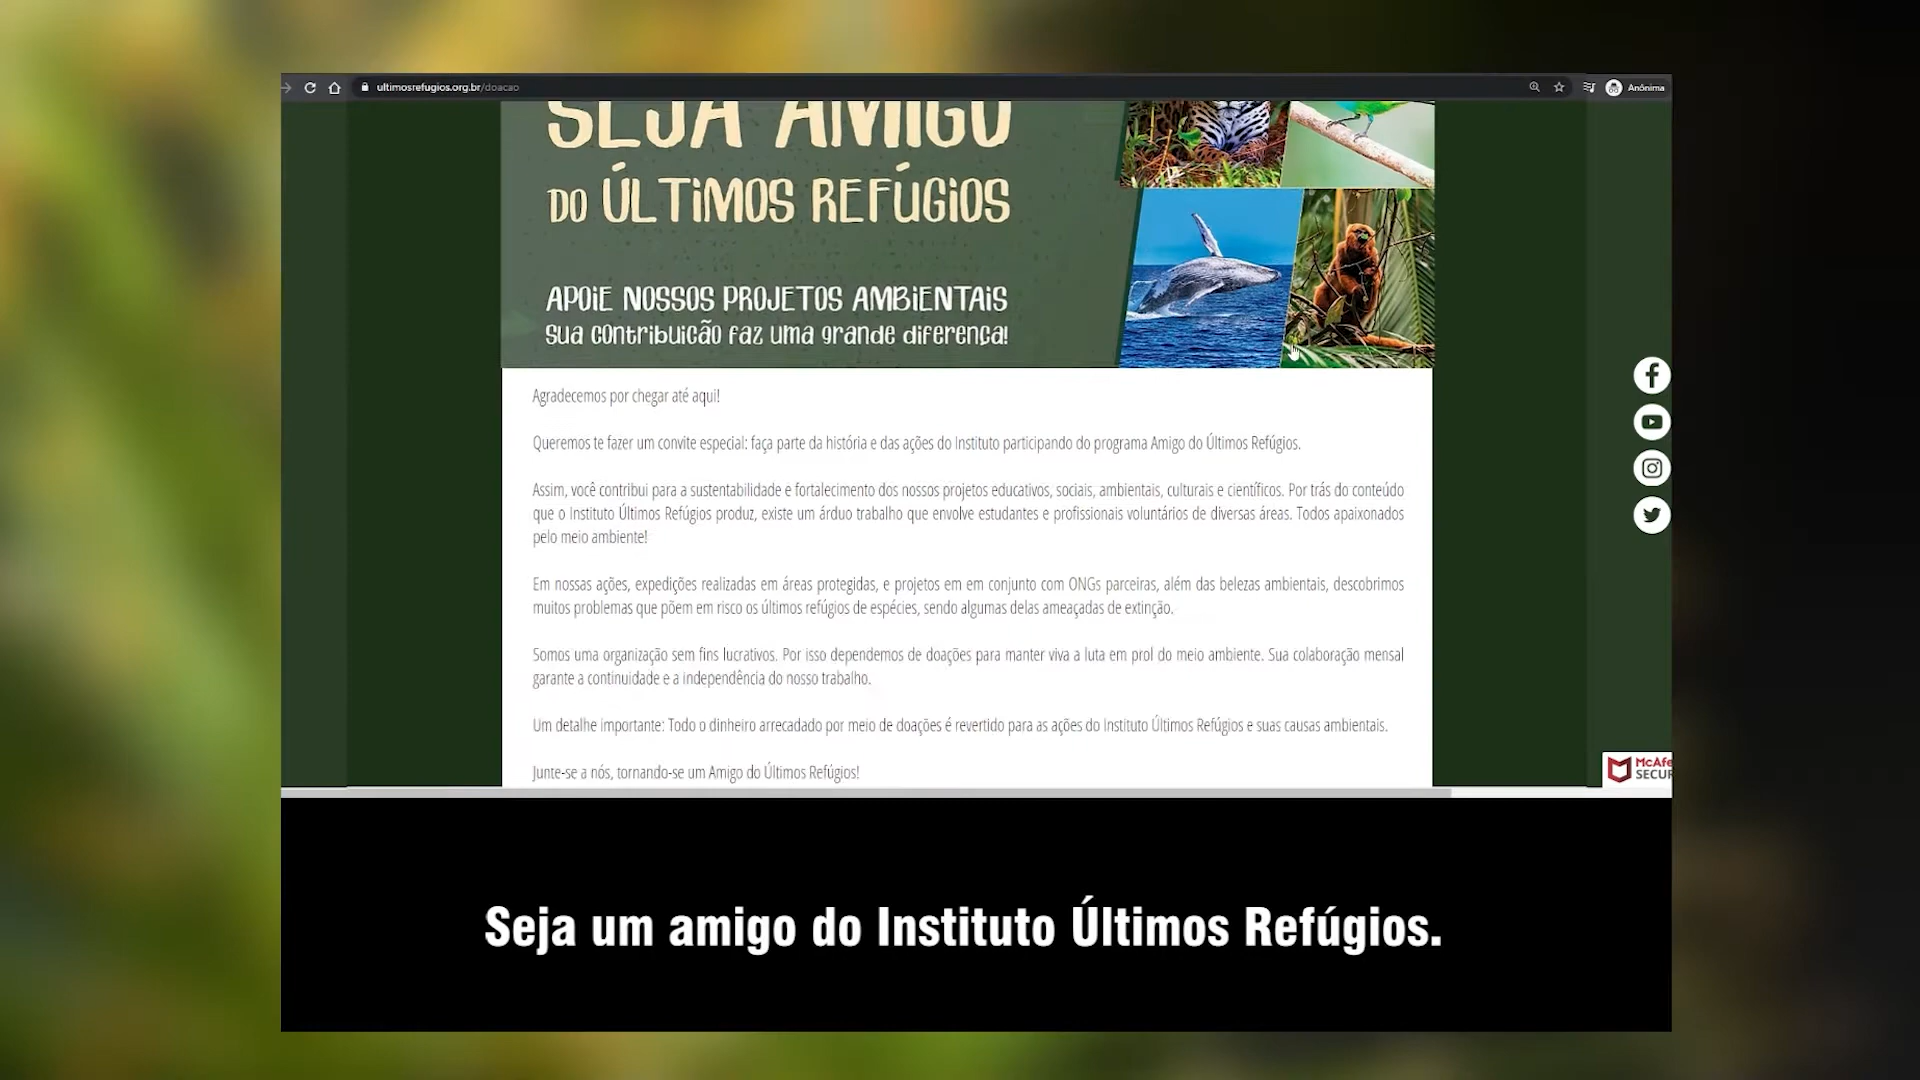 ultimosrefugios.org.br/doacao
Anônima
SEJA AMIGO
DO ÚLTIMOS REFÚGIOS
APOIE NOSSOS PROJETOS AMBIENTAIS
Sua contribuição faz uma grande diferença!
Agradecemos por chegar até aqui!
Queremos te fazer um convite especial: faça parte da história e das ações do Instituto participando do programa Amigo do Últimos Refúgios.
Assim, você contribui para a sustentabilidade e fortalecimento dos nossos projetos educativos, sociais, ambientais, culturais e científicos. Por trás do conteúdo
que o Instituto Últimos Refúgios produz, existe um árduo trabalho que envolve estudantes e profissionais voluntários de diversas áreas. Todos apaixonados
pelo meio ambiente!
Em nossas ações, expedições realizadas em áreas protegidas, e projetos em em conjunto com ONGs parceiras, além das belezas ambientais, descobrimos
muitos problemas que põem em risco os últimos refúgios de espécies, sendo algumas delas ameaçadas de extinção.
Somos uma organização sem fins lucrativos. Por isso dependemos de doações para manter viva a luta em prol do meio ambiente. Sua colaboração mensal
garante a continuidade e a independência do nosso trabalho.
Um detalhe importante: Todo o dinheiro arrecadado por meio de doações é revertido para as ações do Instituto Últimos Refúgios e suas causas ambientais.
Junte-se a nós, tornando-se um Amigo do Últimos Refúgios!
McAfe
SECUR
Seja um amigo do Instituto Últimos Refúgios.